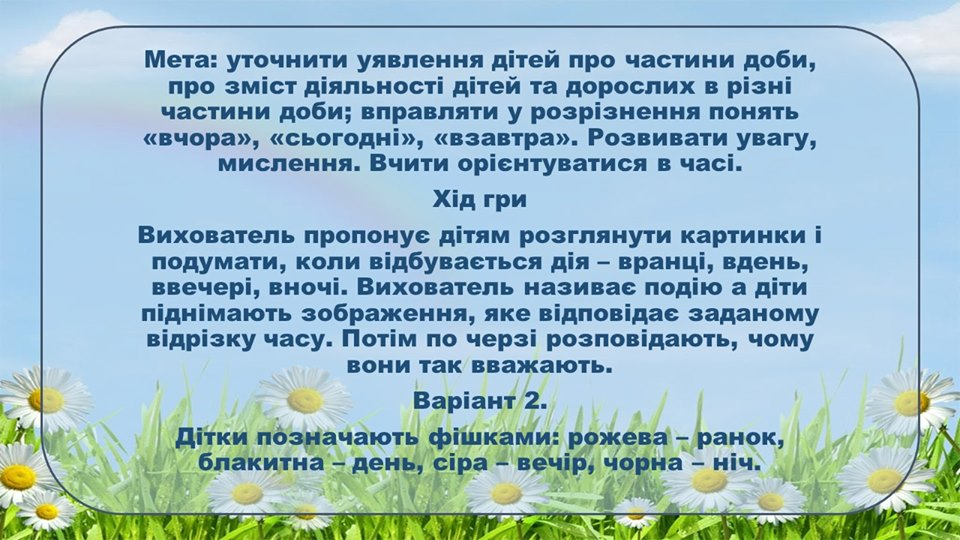 Мета: уточнити уявлення дітей про частини доби,
про зміст діяльності дітей та дорослих в різні
частини доби; вправляти у розрізнення понять
«вчора», «сьогодні», «взавтра». Розвивати увагу,
мислення. Вчити орієнтуватися в часі.
Хід гри
Вихователь пропонує дітям розглянути картинки і
подумати, коли відбувається дія – вранці, вдень,
ввечері, вночі. Вихователь називає подію а діти
піднімають зображення, яке відповідає заданому
відрізку часу. Потім по черзі розповідають, чому
вони так вважають.
Варіант 2.
Дітки позначають фішками: рожева – ранок,
блакитна – день, сіра – вечір, чорна – ніч.